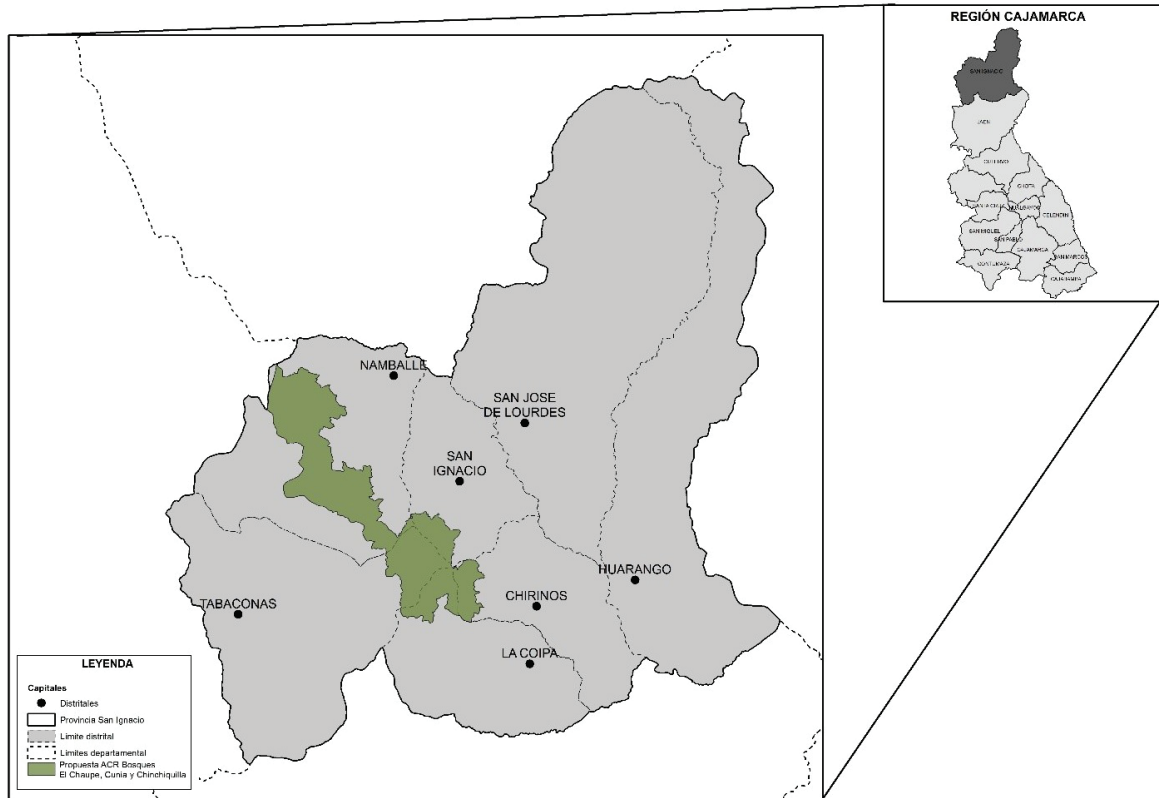 REGIÓN CAJAMARCA
SAN IGNACIO
JAEN
CUTERVO
CHOTA
SANTA CRUZ
HUALGAYOC
CELENDIN
SAN MIGUEL
SAN PABLO
CAJAMARCA
SAN MARCOS
CONTUMAZA
CAJABAMBA
NAMBALLE
SAN JOSE
DE LOURDES
SAN
IGNACIO
HUARANGO
TABACONAS
CHIRINOS
LA COIPA
LEYENDA
Capitales
Distritales
Provincia San Ignacio
Limite distrital
Limites departamental
Propuesta ACR Bosques
El Chaupe, Cunia y Chinchiquilla